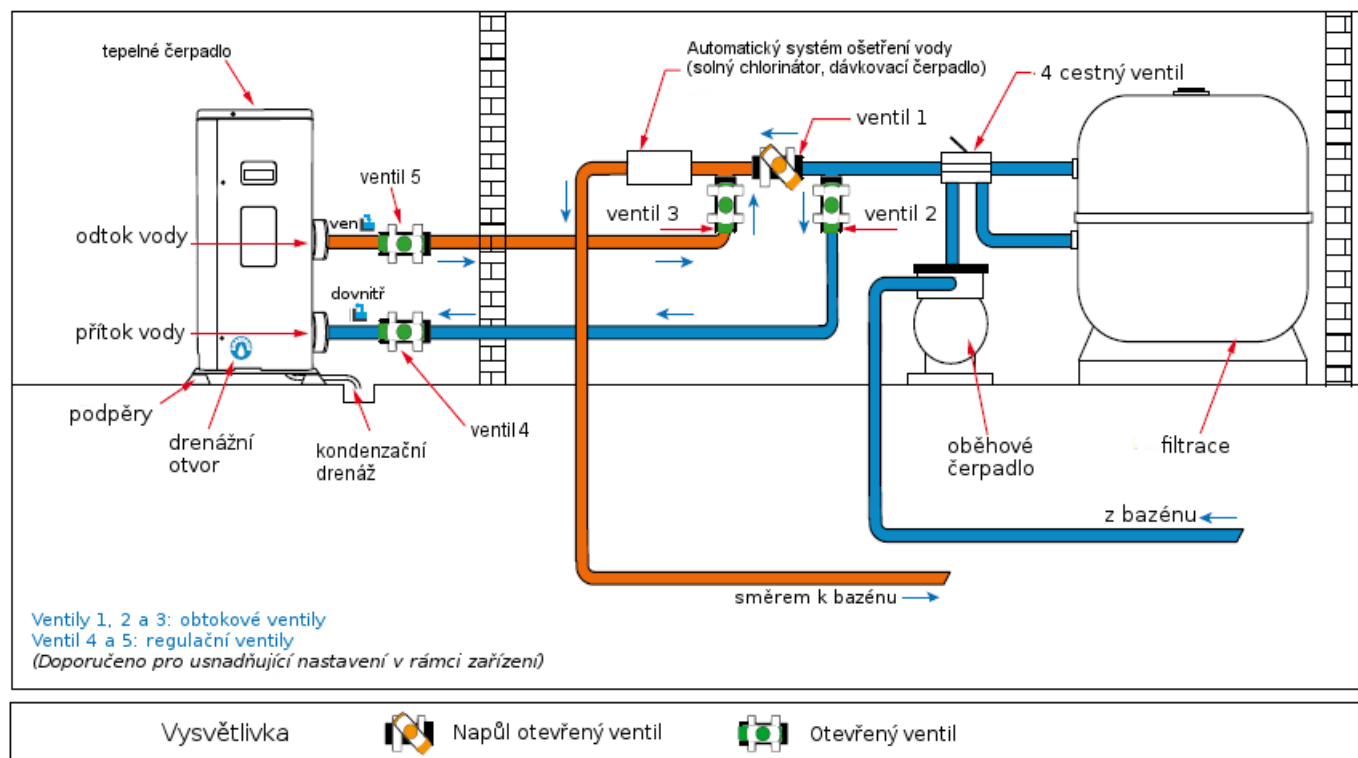 tepelné čerpadlo
Automatický systém ošetření vody
(solný chlorinátor, dávkovací čerpadlo)
4 cestný ventil
ventil 1
ventil 5
ventil 3
ventil 2
ven
odtok vody
dovnitř
přítok vody
podpěry
drenážní
otvor
kondenzační
drenáž
ventil 4
oběhové
čerpadlo
filtrace
z bazénu
směrem k bazénu
Ventily 1, 2 a 3: obtokové ventily
Ventil 4 a 5: regulační ventily
(Doporučeno pro usnadňující nastavení v rámci zařízení)
Vysvětlivka
Napůl otevřený ventil
Otevřený ventil